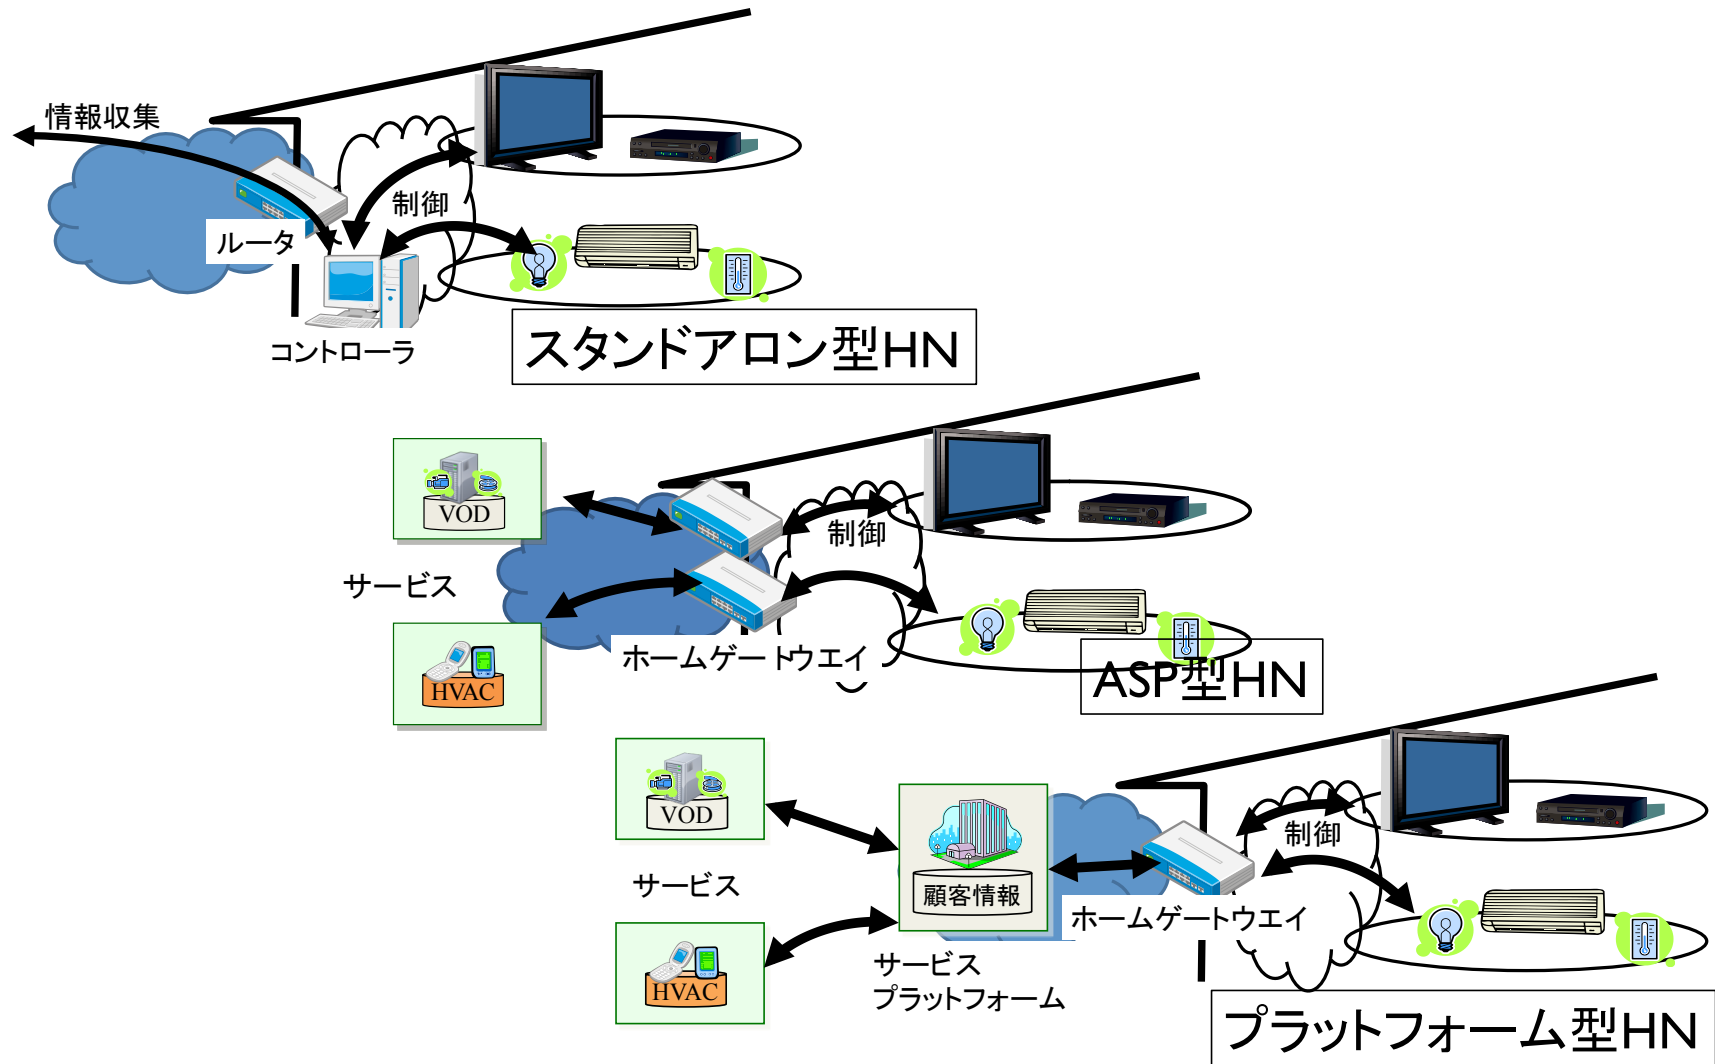 情報収集
制御
ルータ
コントローラ
スタンドアロン型HN
VOD
制御
サービス
ホームゲートウエイ
HVAC
ASP型HN
VOD
制御
サービス
顧客情報
ホームゲートウエイ
サービス
プラットフォーム
HVAC
プラットフォーム型HN